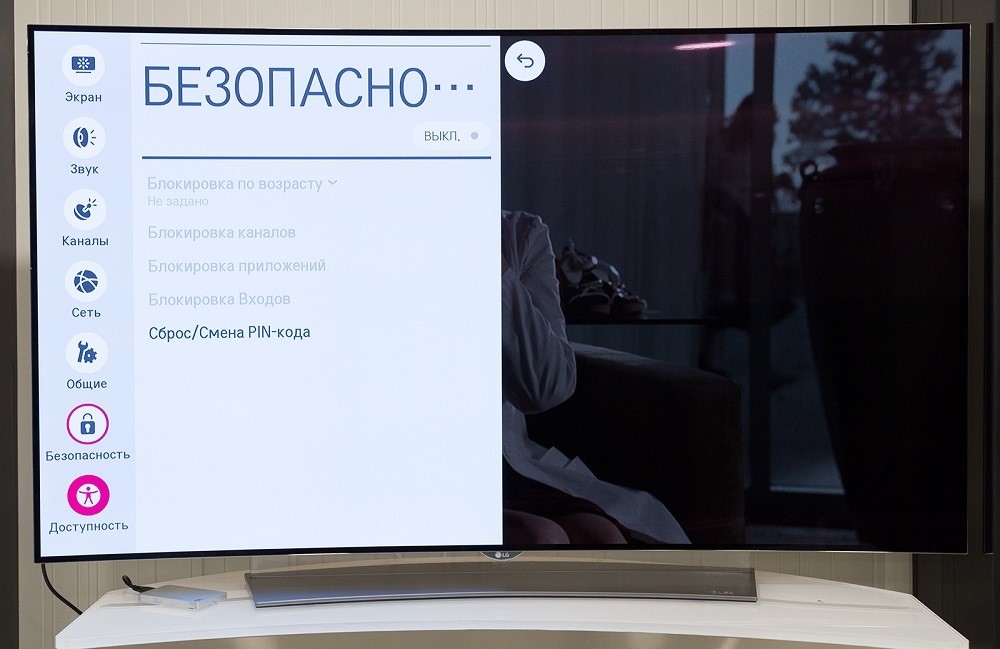 Экран
Звук
Каналы
Сеть
Общие
Безопасность
Доступность
БЕЗОПАСНО...
ВЫКЛ.
Блокировка по возрасту
Не задано
Блокировка каналов
Блокировка приложений
Блокировка Входов
Сброс/Смена PIN-кода
LG